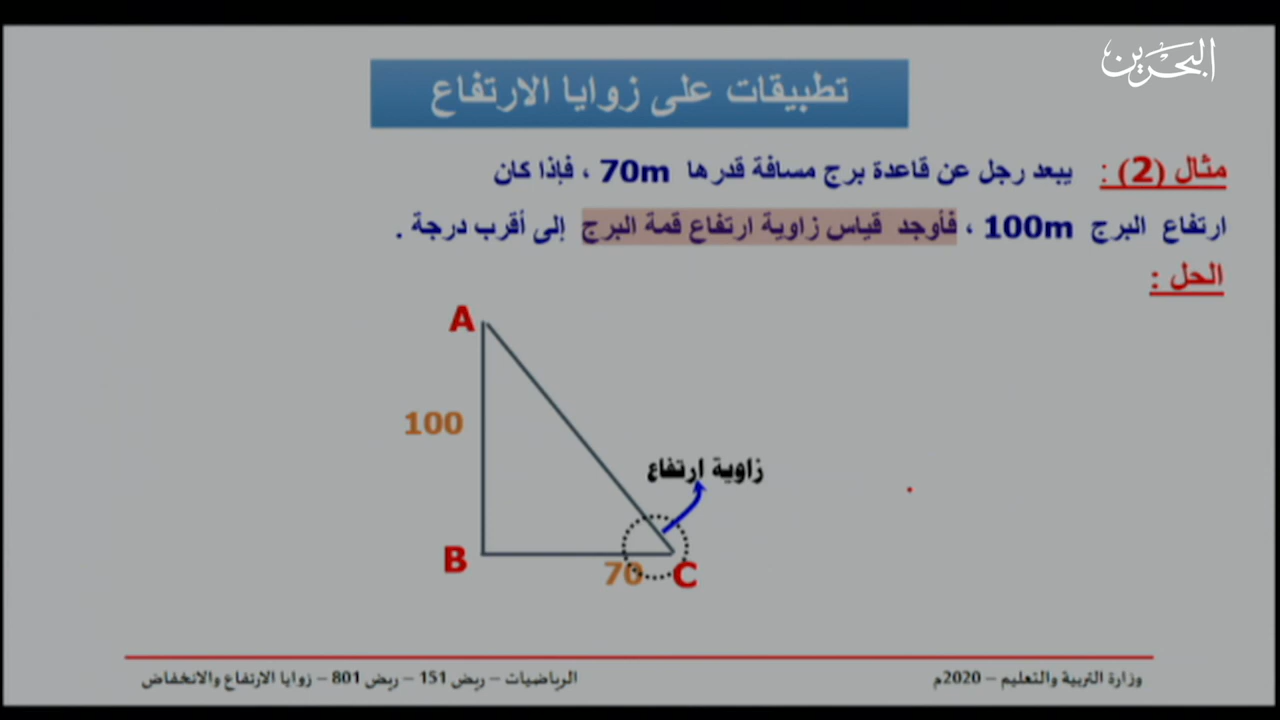 البحرين
تطبيقات على زوايا الارتفاع
مثال (2) : يبعد رجل عن قاعدة برج مسافة قدرها 70m ، فإذا كان
ارتفاع البرج 100m ، فأوجد قياس زاوية ارتفاع قمة البرج إلى أقرب درجة .
الحل :
A
100
زاوية ارتفاع
B
70
C
وزارة التربية والتعليم – 2020م
الرياضيات – ريض 151 – ريض 801 – زوايا الارتفاع والانخفاض